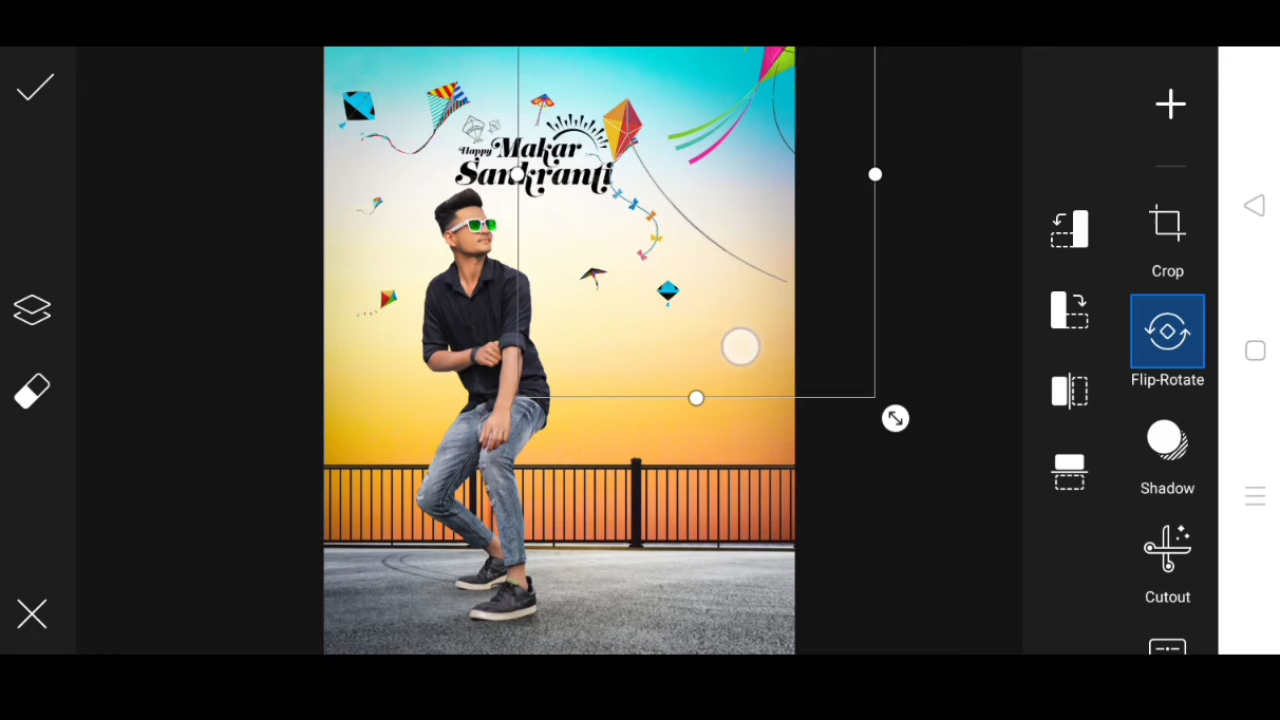 Happy Makar
Sankranti
Crop
Flip-Rotate
Shadow
Cutout